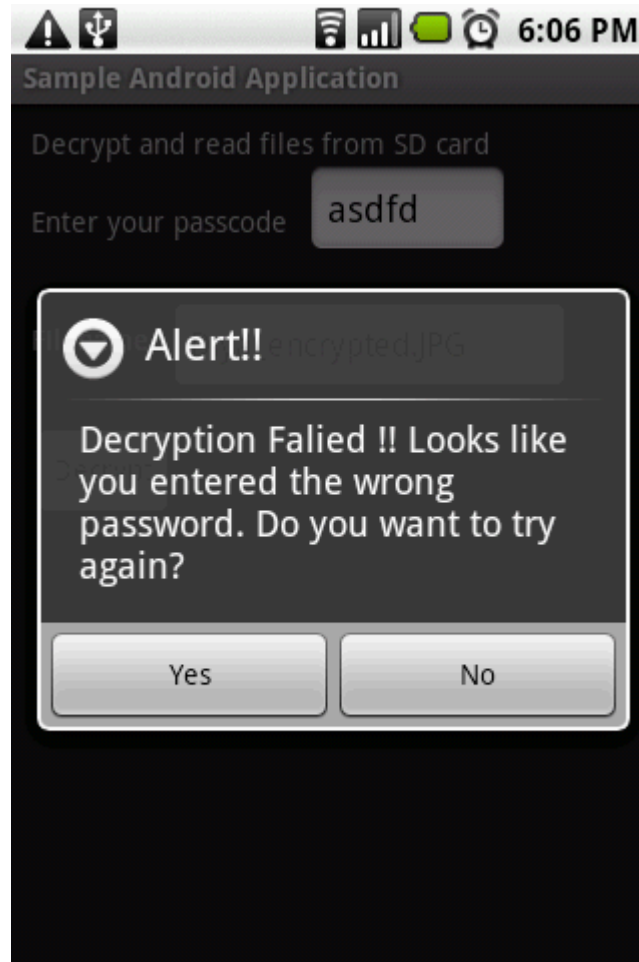 6:06 PM
Sample Android Application
Decrypt and read files from SD card
Enter your passcode asdfd
Alert!!
encrypted.JPG
Decryption Falied !! Looks like
you entered the wrong
password. Do you want to try
again?
Decrypt
Yes No